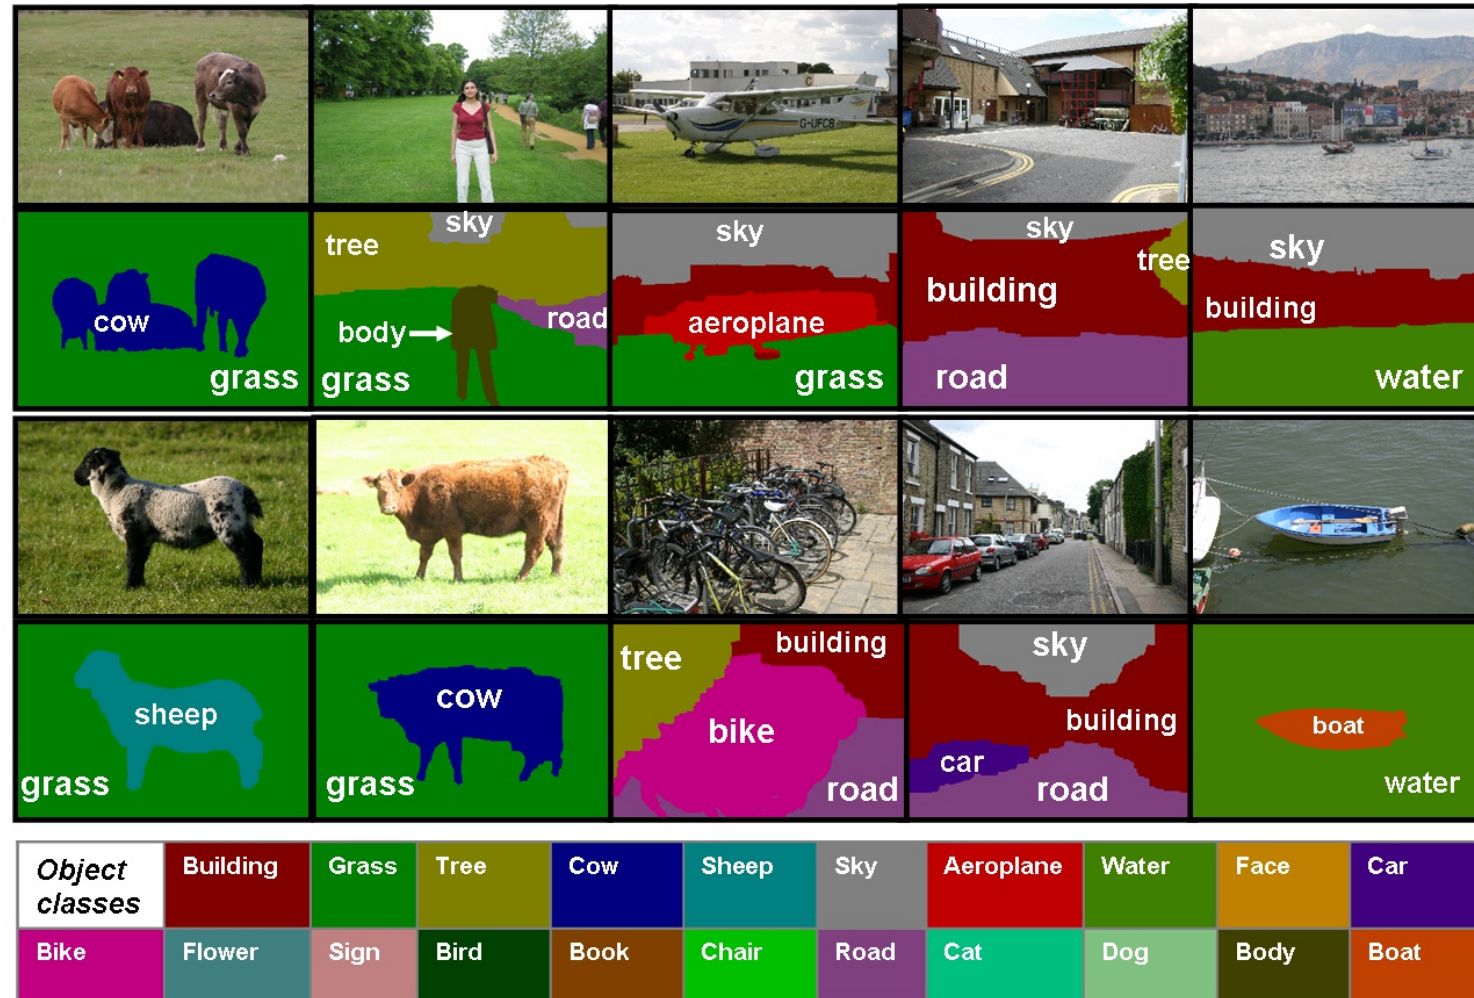 G-UFCB
sky
tree
body
road
grass
cow
grass
sky
aeroplane
grass
sky
tree
building
road
sky
building
water
sheep
grass
cow
grass
tree
building
bike
road
sky
building
car
road
boat
water
Object classes
Building
Grass
Tree
Cow
Sheep
Sky
Aeroplane
Water
Face
Car
Bike
Flower
Sign
Bird
Book
Chair
Road
Cat
Dog
Body
Boat